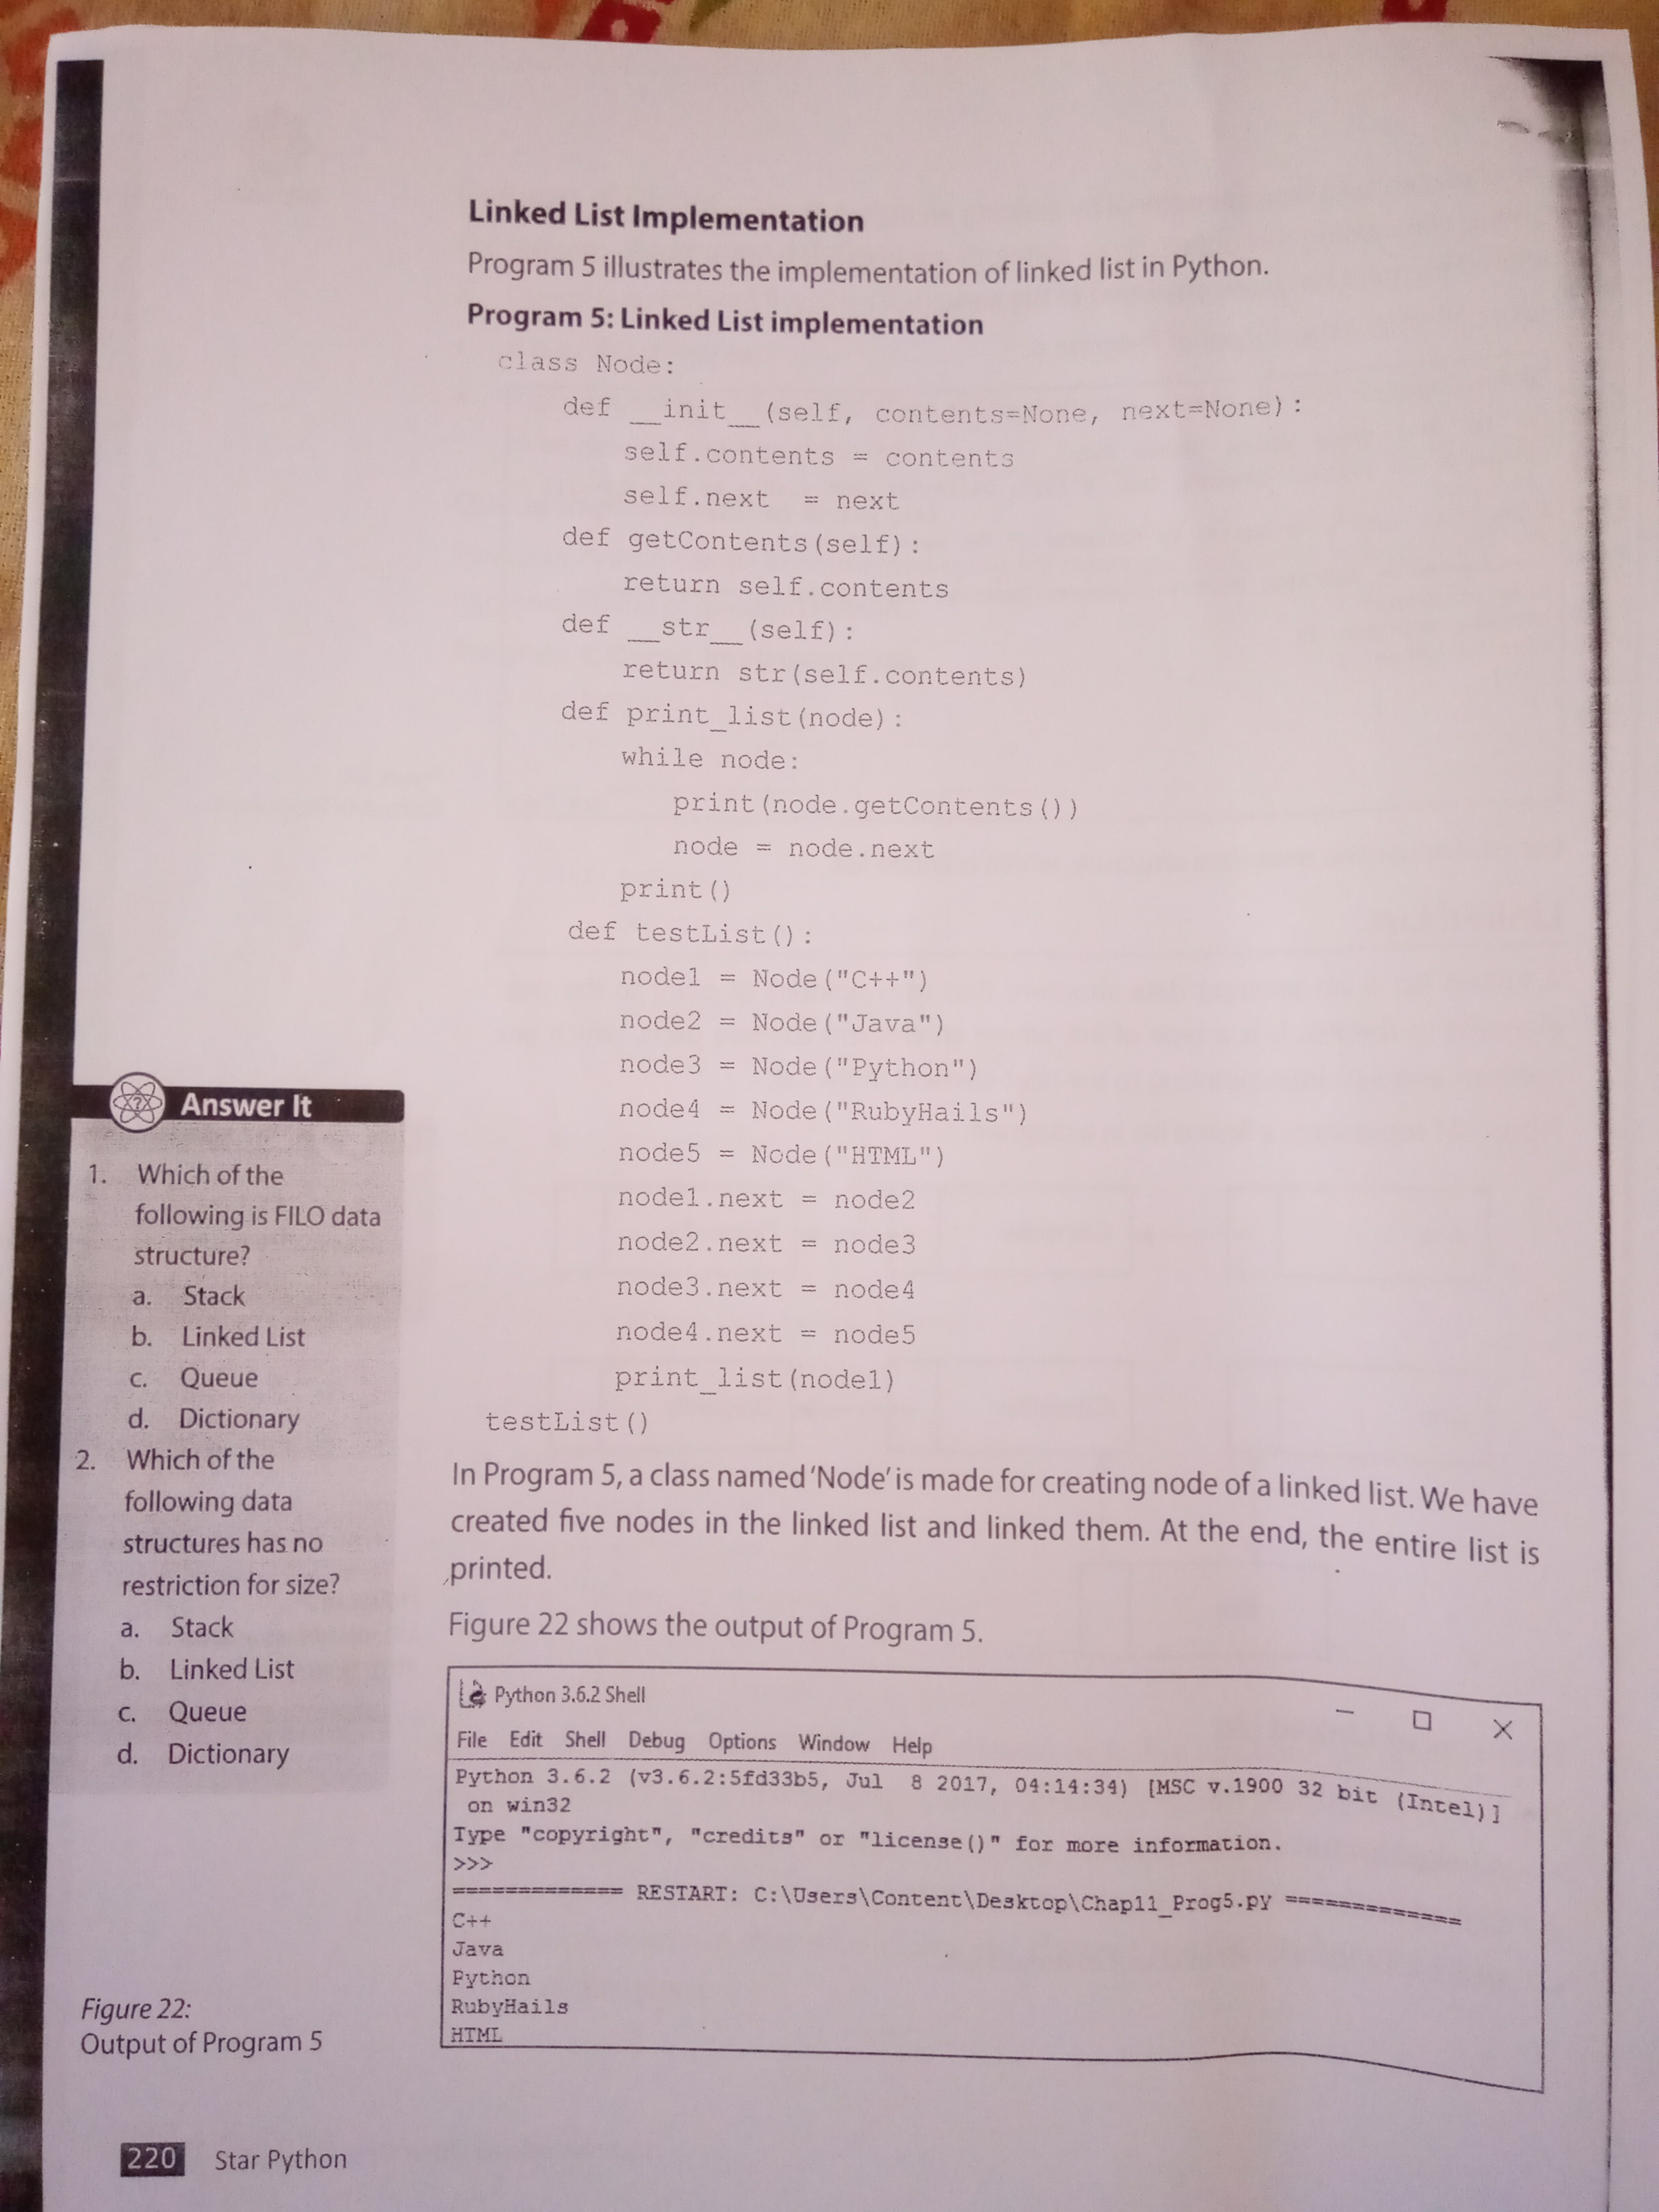 Linked List Implementation
Program 5 illustrates the implementation of linked list in Python.
Program 5: Linked List implementation
class Node:
def __init__(self, contents=None, next=None):
self.contents = contents
self.next = next
def getContents(self):
return self.contents
def __str__(self):
return str(self.contents)
def print_list(node):
while node:
print(node.getContents())
node = node.next
print()
def testList():
node1 = Node("C++")
node2 = Node("Java")
node3 = Node("Python")
node4 = Node("RubyHails")
node5 = Node("HTML")
node1.next = node2
node2.next = node3
node3.next = node4
node4.next = node5
print_list(node1)
testList()
In Program 5, a class named 'Node' is made for creating node of a linked list. We have
created five nodes in the linked list and linked them. At the end, the entire list is
printed.
Figure 22 shows the output of Program 5.
Python 3.6.2 Shell
File Edit Shell Debug Options Window Help
Python 3.6.2 (v3.6.2:5fd33b5, Jul 8 2017, 04:14:34) [MSC v.1900 32 bit (Intel)]
on win32
Type "copyright", "credits" or "license()" for more information.
>>>
============= RESTART: C:\Users\Content\Desktop\Chap11_Prog5.py =============
C++
Java
Python
RubyHails
HTML
Answer It
1. Which of the
following is FILO data
structure?
a. Stack
b. Linked List
c. Queue
d. Dictionary
2. Which of the
following data
structures has no
restriction for size?
a. Stack
b. Linked List
c. Queue
d. Dictionary
Figure 22:
Output of Program 5
220 Star Python